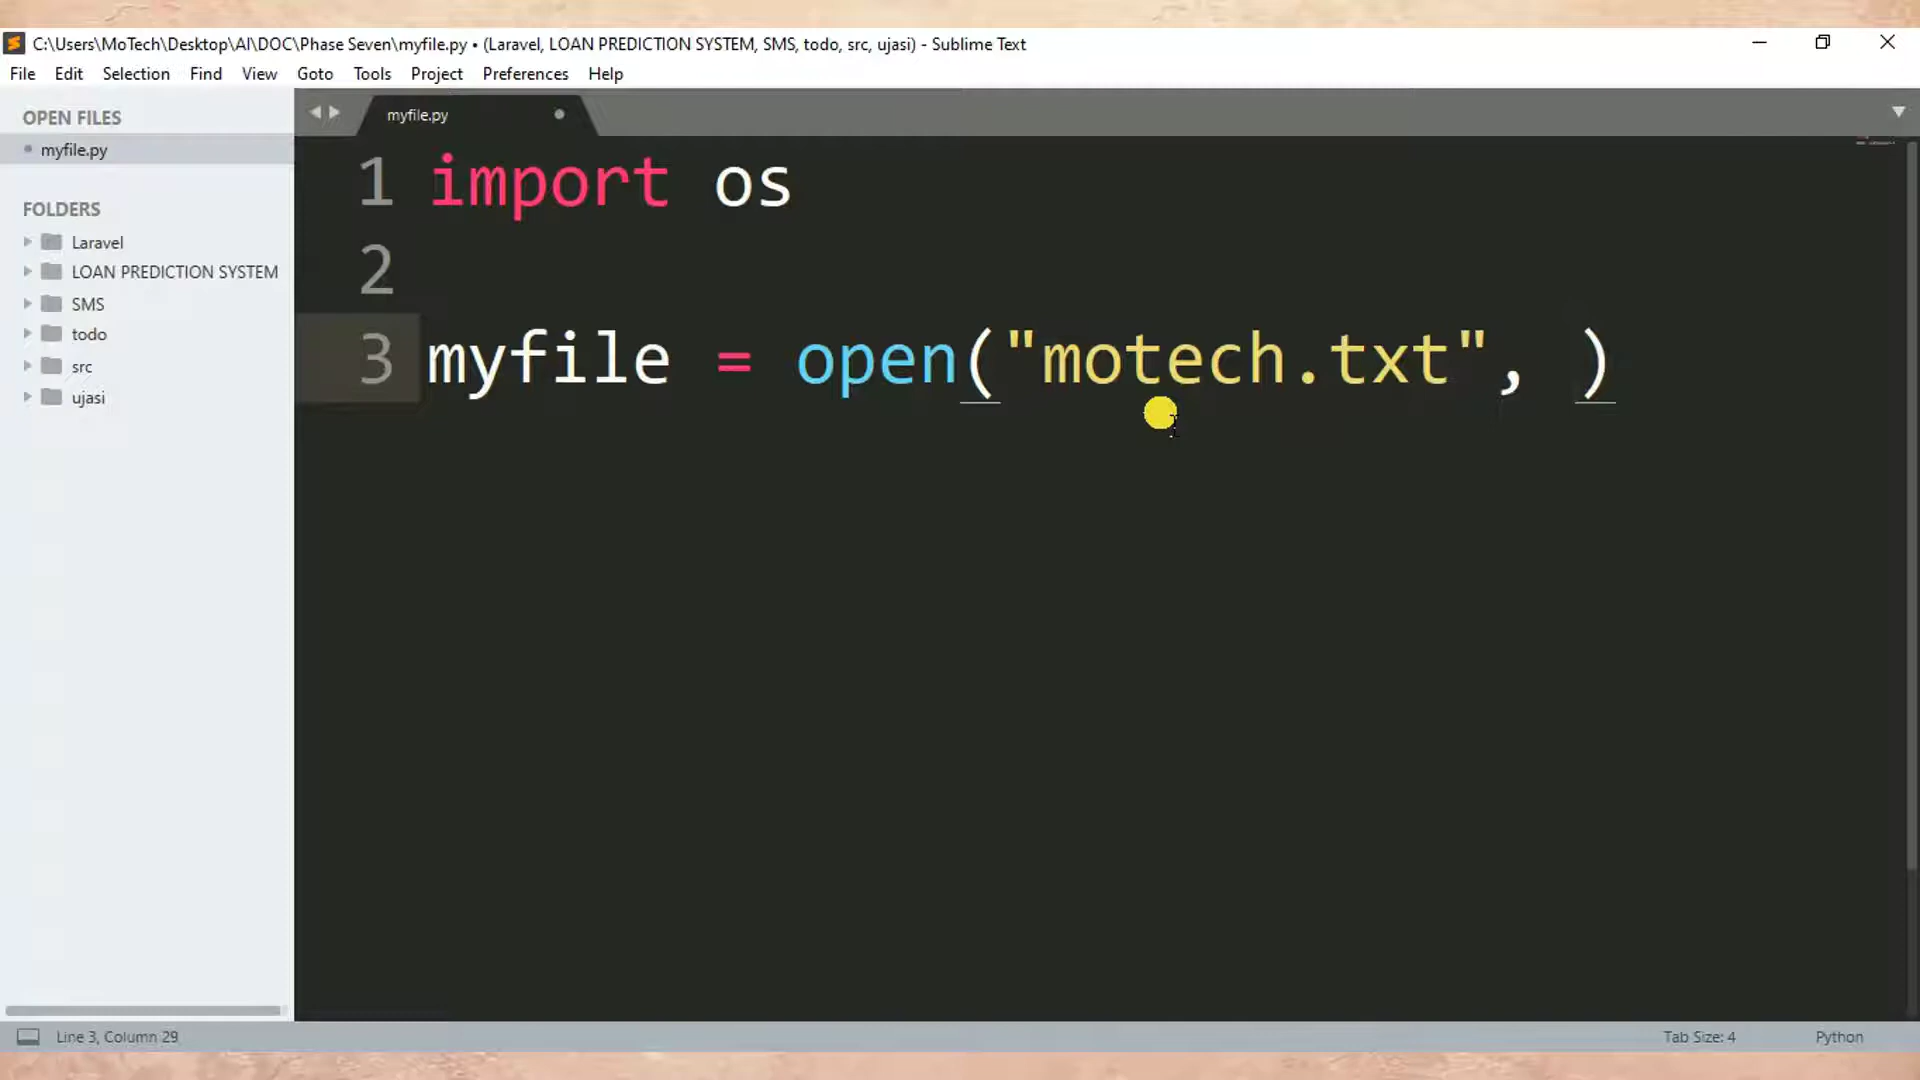 C:\Users\MoTech\Desktop\AI\DOC\Phase Seven\myfile.py • (Laravel, LOAN PREDICTION SYSTEM, SMS, todo, src, ujasi) - Sublime Text
File Edit Selection Find View Goto Tools Project Preferences Help
OPEN FILES
myfile.py
FOLDERS
Laravel
LOAN PREDICTION SYSTEM
SMS
todo
src
ujasi
myfile.py
1 import os
2
3 myfile = open("motech.txt", )
Line 3, Column 29
Tab Size: 4
Python